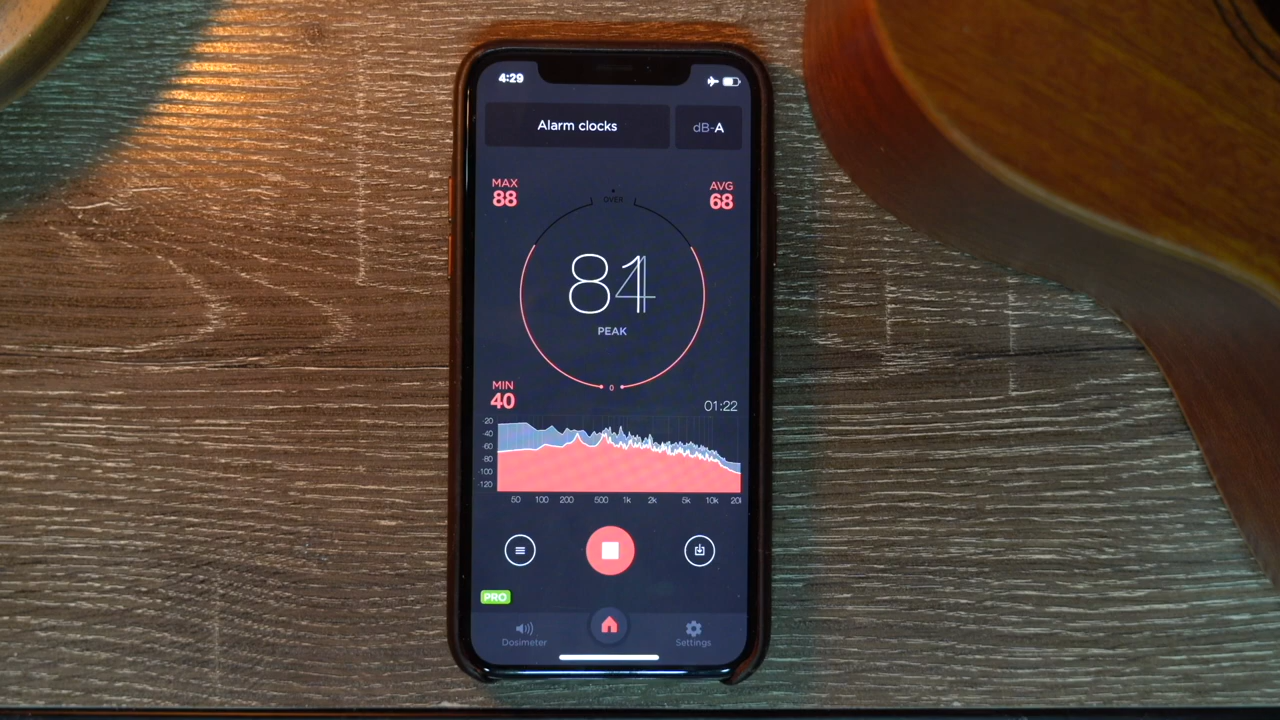 4:29
Alarm clocks
dB-A
MAX
88
AVG
68
OVER
PEAK
0
MIN
40
01:22
-20
-40
-60
-80
-100
-120
50 100 200 500 1k 2k 5k 10k 20
PRO
Dosimeter
Settings